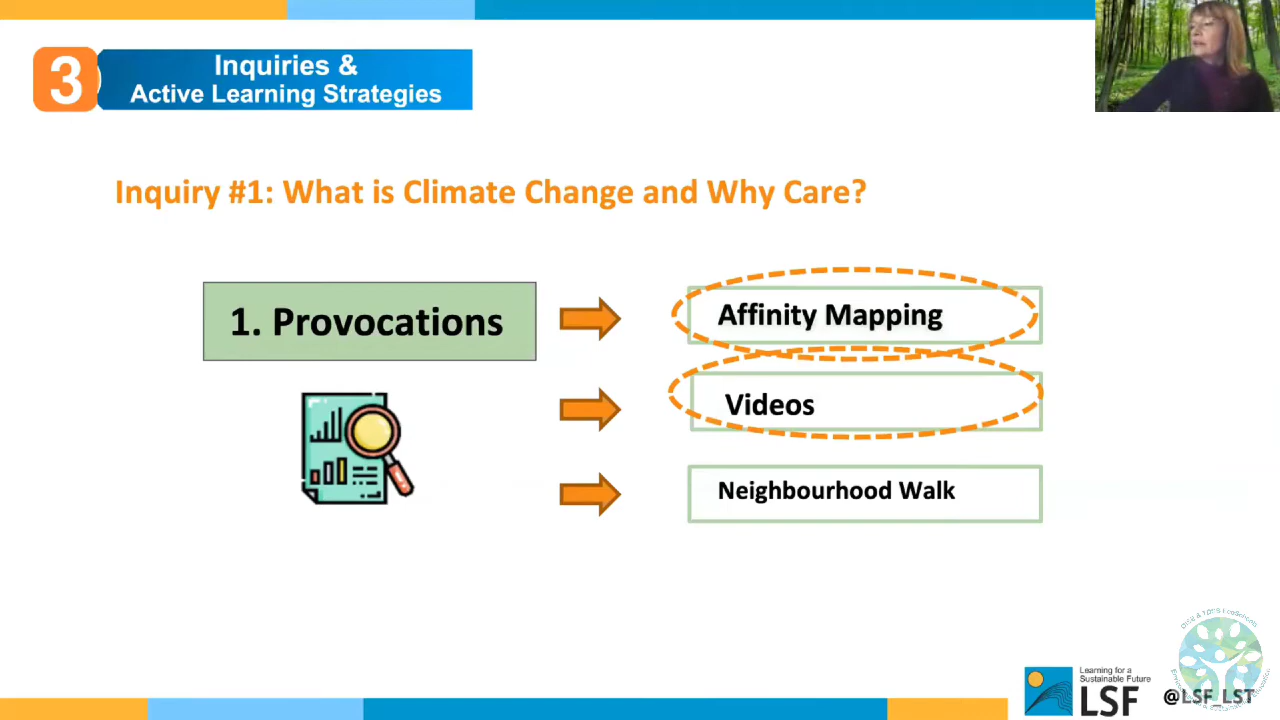 3
Inquiries &
Active Learning Strategies
Inquiry #1: What is Climate Change and Why Care?
1. Provocations
Affinity Mapping
Videos
Neighbourhood Walk
Learning for a
Sustainable Future
LSF
@LSF_LST